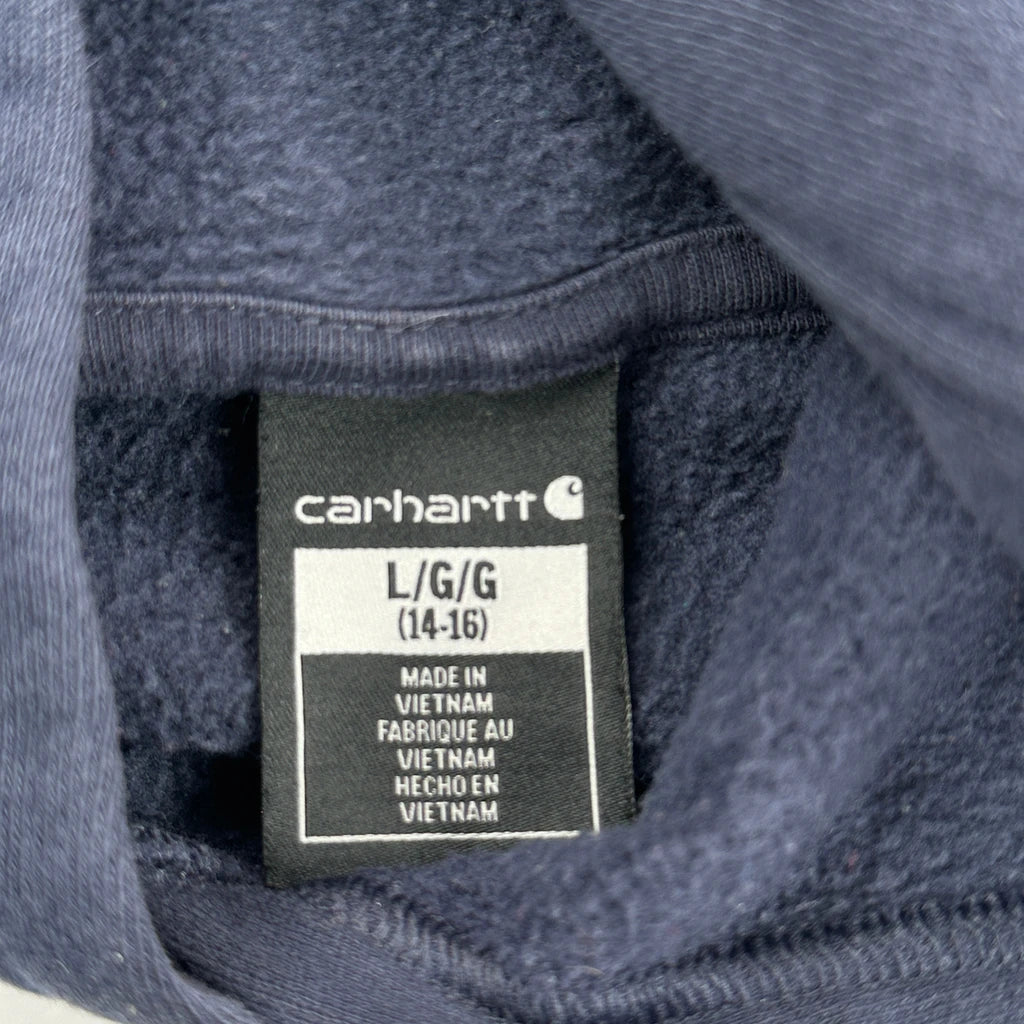 carhartt
L/G/G
(14-16)
MADE IN
VIETNAM
FABRIQUE AU
VIETNAM
HECHO EN
VIETNAM